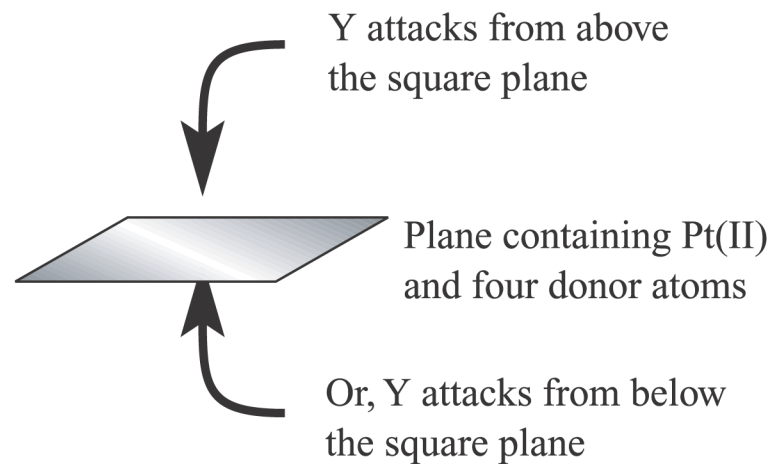 Y attacks from above
the square plane
Plane containing Pt(II)
and four donor atoms
Or, Y attacks from below
the square plane